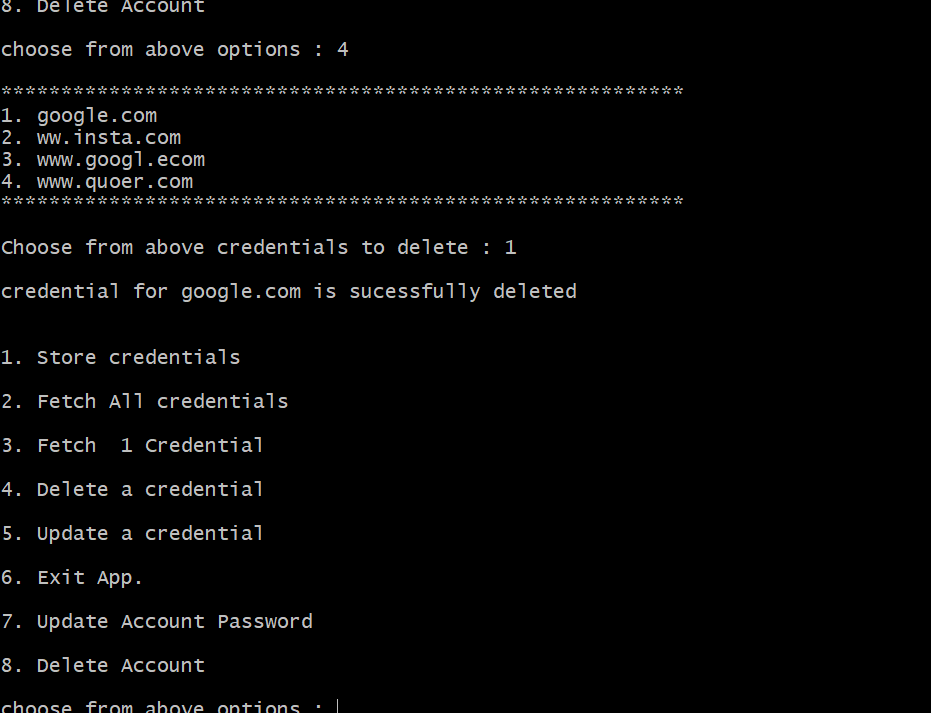 8. Delete Account
choose from above options : 4
*********************************************************
1. google.com
2. ww.insta.com
3. www.googl.ecom
4. www.quoer.com
*********************************************************
Choose from above credentials to delete : 1
credential for google.com is sucessfully deleted
1. Store credentials
2. Fetch All credentials
3. Fetch  1 Credential
4. Delete a credential
5. Update a credential
6. Exit App.
7. Update Account Password
8. Delete Account
choose from above options :